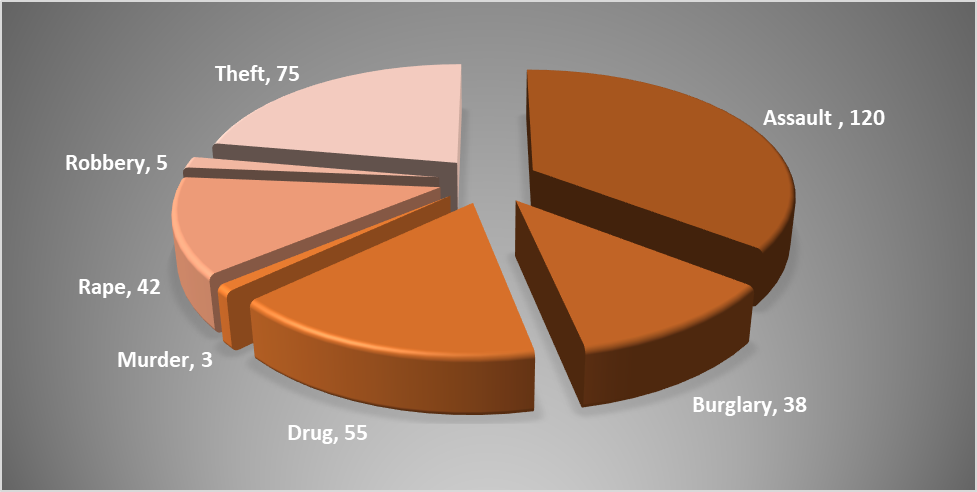 Theft, 75
Assault , 120
Robbery, 5
Rape, 42
Murder, 3
Burglary, 38
Drug, 55